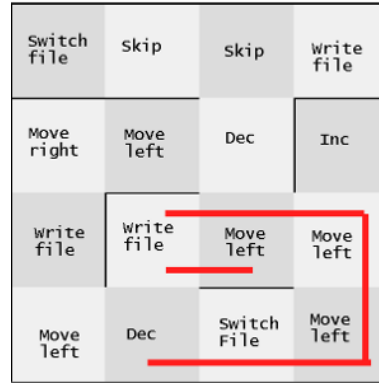 Switch
file
Skip
Skip
Write
file
Move
right
Move
left
Dec
Inc
Write
file
Write
file
Move
left
Move
left
Move
left
Dec
Switch
File
Move
left